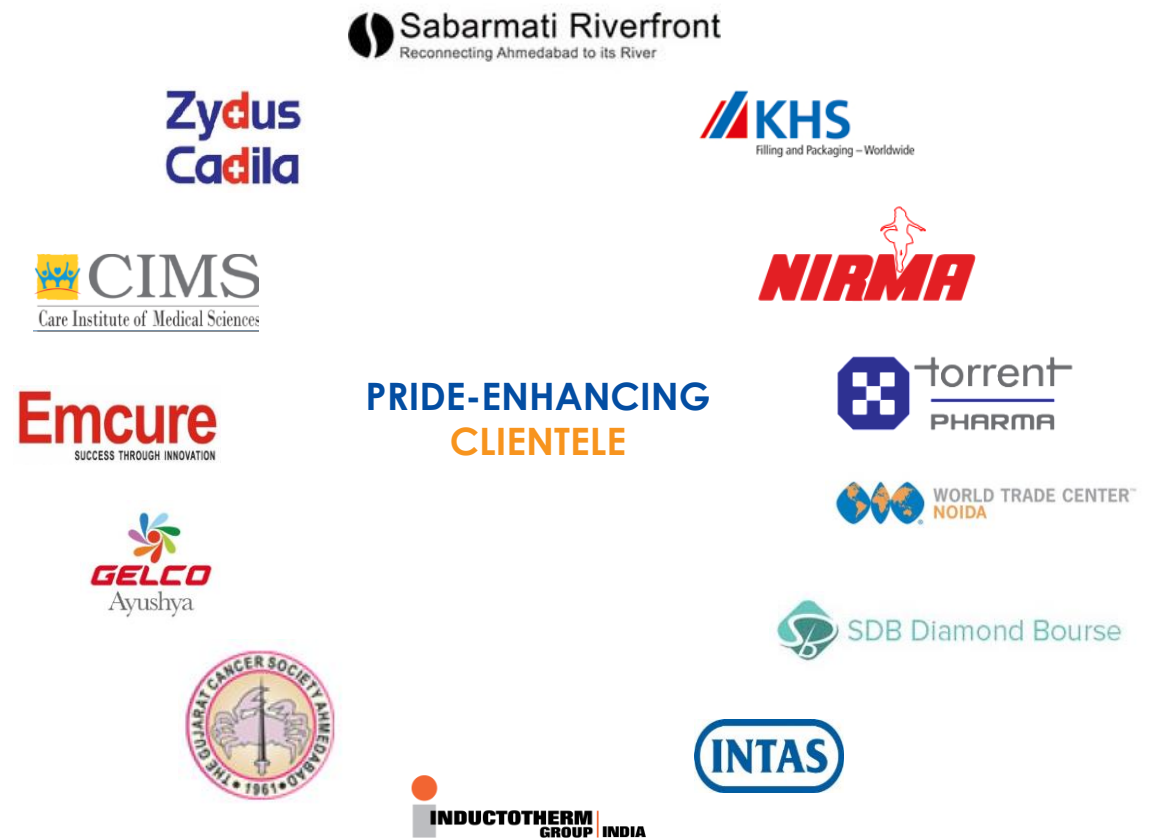 Sabarmati Riverfront
Reconnecting Ahmedabad to its River
Zydus
Cadila
KHS
Filling and Packaging – Worldwide
NIRMA
CIMS
Care Institute of Medical Sciences
torrent
PHARMA
Emcure
SUCCESS THROUGH INNOVATION
PRIDE-ENHANCING
CLIENTELE
WORLD TRADE CENTER™
NOIDA
GELCO
Ayushya
SDB Diamond Bourse
SB
THE GUJARAT CANCER SOCIETY AHMEDABAD
1961
INTAS
INDUCTOTHERM
GROUP INDIA